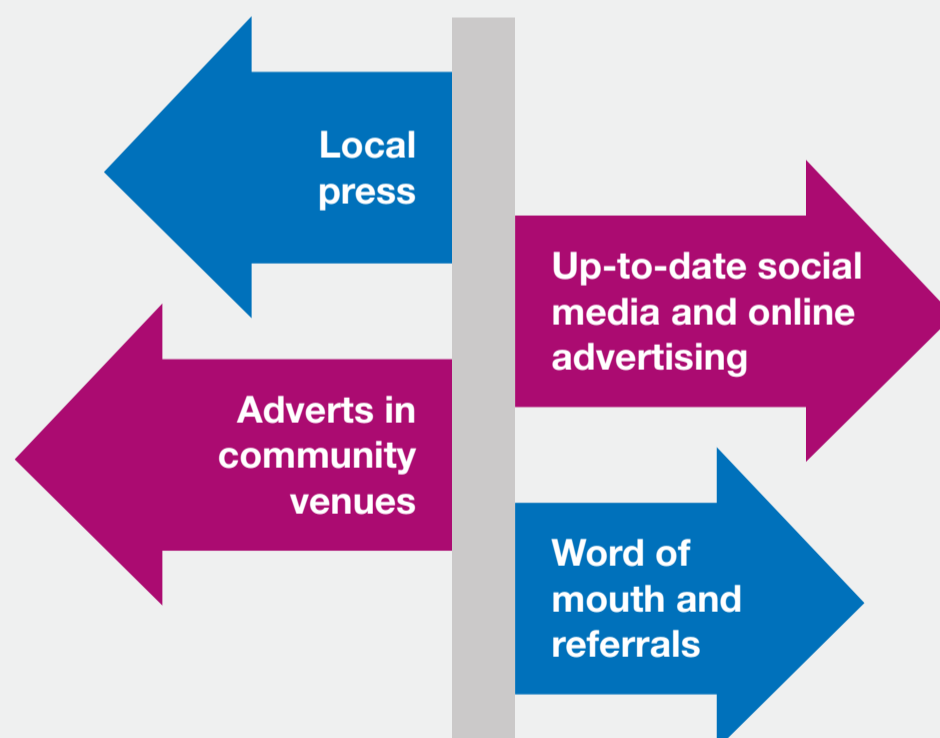 Local
press
Up-to-date social
media and online
advertising
Adverts in
community
venues
Word of
mouth and
referrals